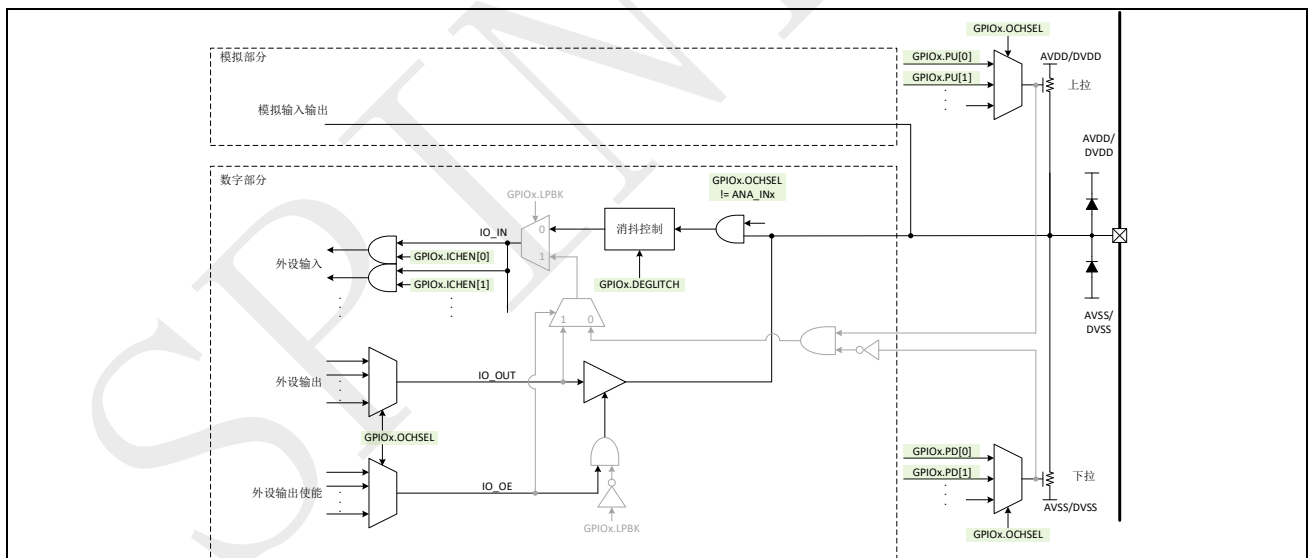 GPIOx.OCHSEL
模拟部分
GPIOx.PU[0]
AVDD/DVDD
GPIOx.PU[1]
上拉
模拟输入输出
AVDD/
DVDD
数字部分
GPIOx.LPBK
GPIOx.OCHSEL
!= ANA_INx
IO_IN
0
消抖控制
外设输入
GPIOx.ICHEN[0]
1
GPIOx.ICHEN[1]
GPIOx.DEGLITCH
1 0
AVSS/
DVSS
外设输出
IO_OUT
GPIOx.OCHSEL
GPIOx.PD[0]
GPIOx.PD[1]
下拉
外设输出使能
IO_OE
AVSS/DVSS
GPIOx.LPBK
GPIOx.OCHSEL
SPIN